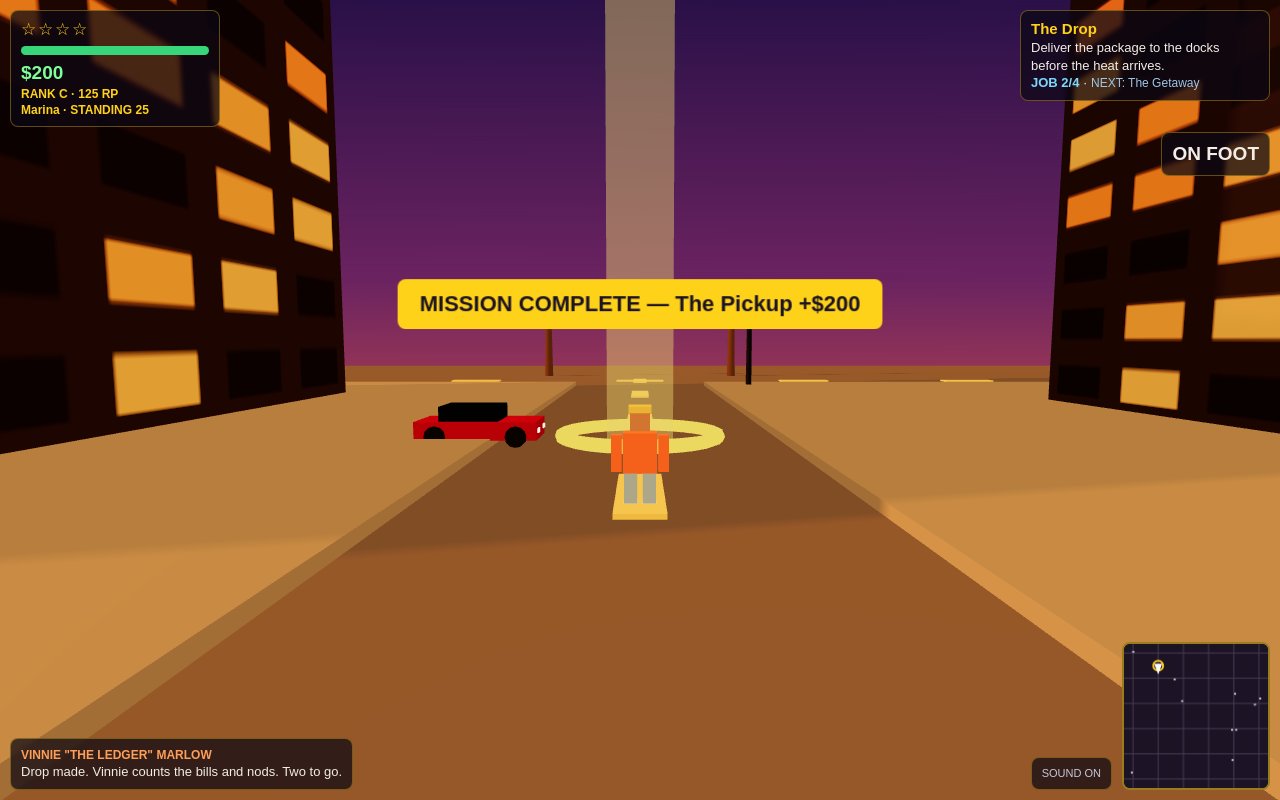 ☆☆☆☆
$200
RANK C · 125 RP
Marina · STANDING 25
The Drop
Deliver the package to the docks
before the heat arrives.
JOB 2/4 · NEXT: The Getaway
ON FOOT
MISSION COMPLETE — The Pickup +$200
VINNIE "THE LEDGER" MARLOW
Drop made. Vinnie counts the bills and nods. Two to go.
SOUND ON